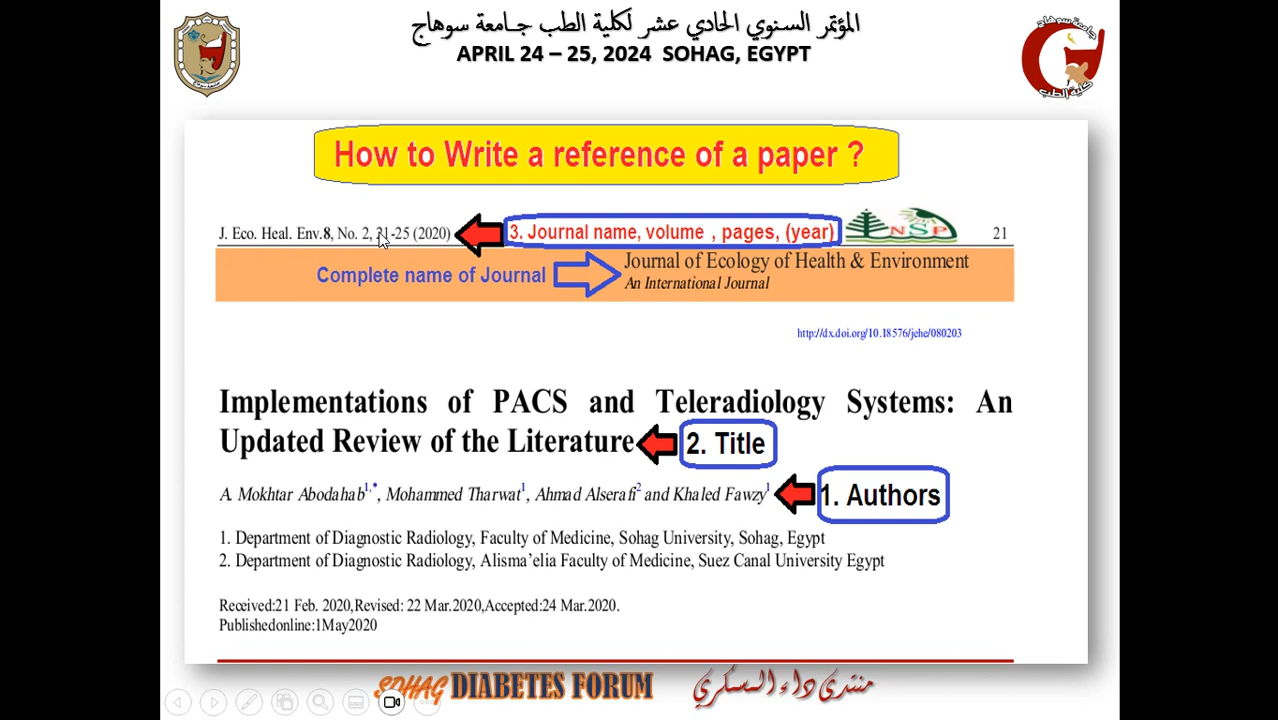 المؤتمر السنوي الحادي عشر لكلية الطب جامعة سوهاج
APRIL 24 – 25, 2024 SOHAG, EGYPT
جامعة سوهاج
كلية الطب
How to Write a reference of a paper ?
J. Eco. Heal. Env.8, No. 2, 21-25 (2020)
3. Journal name, volume , pages, (year)
NSP
21
Complete name of Journal
Journal of Ecology of Health & Environment
An International Journal
http://dx.doi.org/10.18576/jehe/080203
Implementations of PACS and Teleradiology Systems: An
Updated Review of the Literature
2. Title
A. Mokhtar Abodahab1,*, Mohammed Tharwat1, Ahmad Alserafi2 and Khaled Fawzy1
1. Authors
1. Department of Diagnostic Radiology, Faculty of Medicine, Sohag University, Sohag, Egypt
2. Department of Diagnostic Radiology, Alisma’elia Faculty of Medicine, Suez Canal University Egypt
Received:21 Feb. 2020,Revised: 22 Mar.2020,Accepted:24 Mar.2020.
Publishedonline:1May2020
SOHAG DIABETES FORUM
منتدى داء السكري